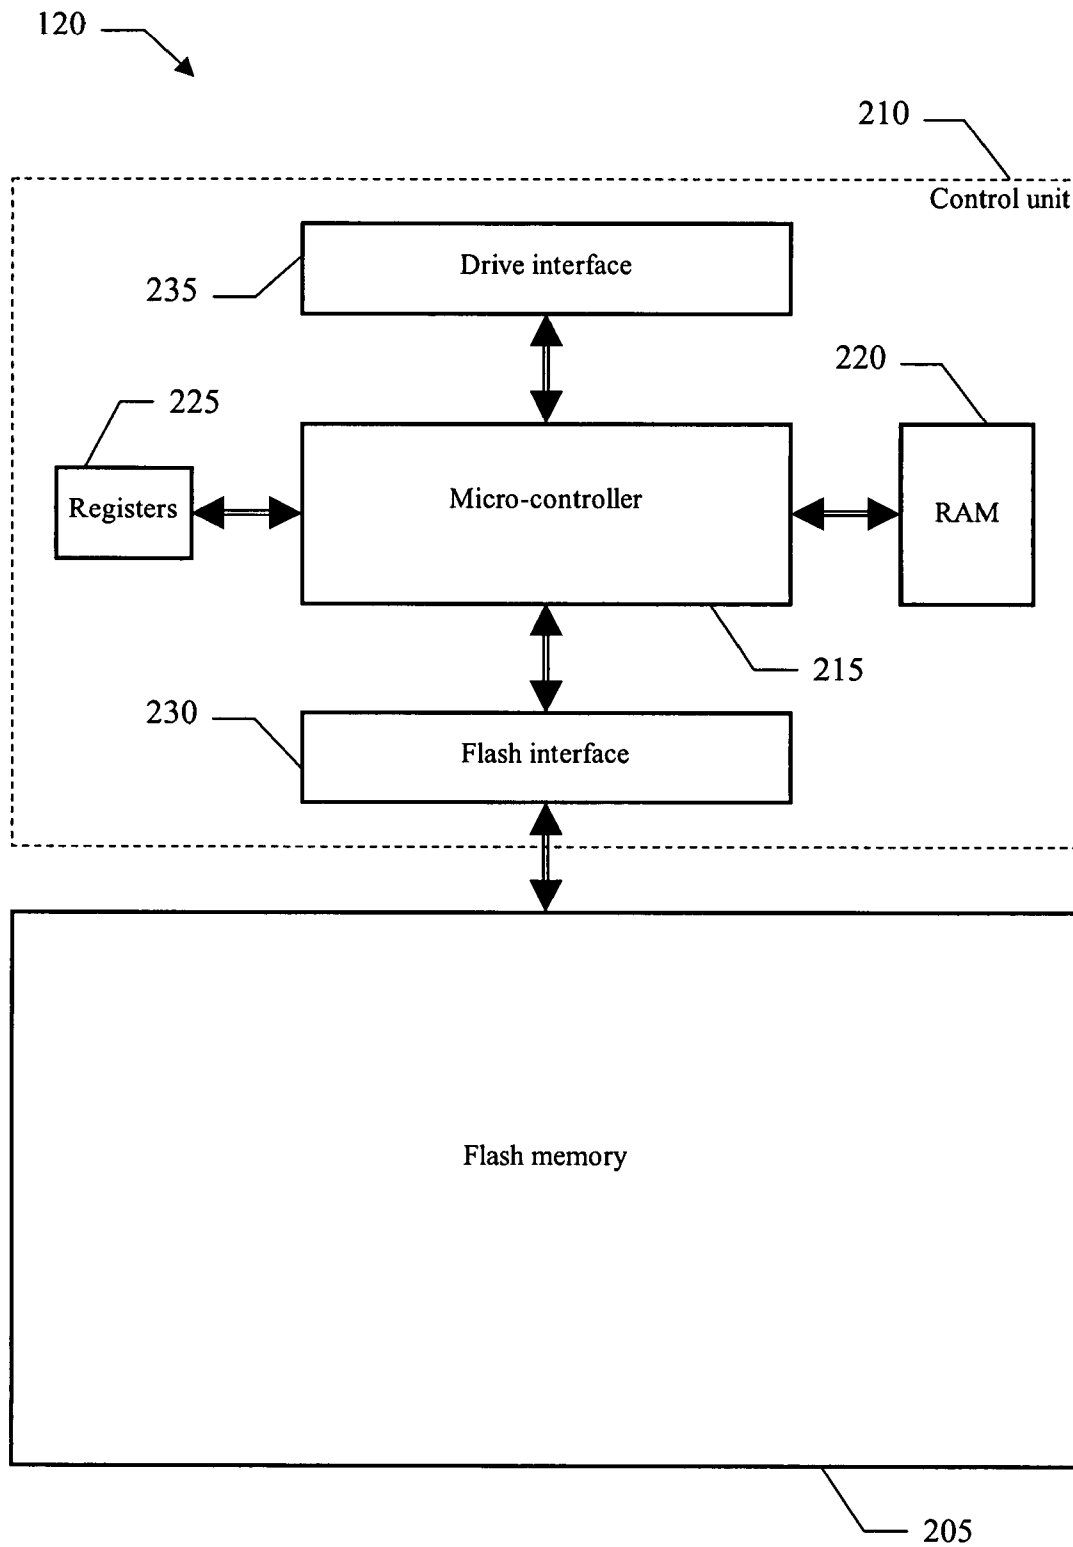 120
210
Control unit
Drive interface
235
220
225
Registers
Micro-controller
RAM
215
230
Flash interface
Flash memory
205